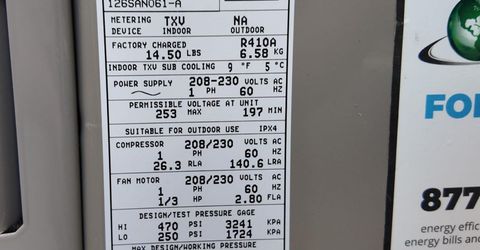 126SAN061-A
METERING TXV NA
DEVICE INDOOR OUTDOOR
FACTORY CHARGED R410A
14.50 LBS 6.58 KG
INDOOR TXV SUB COOLING 9 °F 5 °C
POWER SUPPLY 208-230 VOLTS AC
1 PH 60 HZ
PERMISSIBLE VOLTAGE AT UNIT
253 MAX 197 MIN
SUITABLE FOR OUTDOOR USE IPX4
COMPRESSOR 208/230 VOLTS AC
1 PH 60 HZ
26.3 RLA 140.6 LRA
FAN MOTOR 208/230 VOLTS AC
1 PH 60 HZ
1/3 HP 2.80 FLA
DESIGN/TEST PRESSURE GAGE
HI 470 PSI 3241 KPA
LO 250 PSI 1724 KPA
MAX DESIGN/WORKING PRESSURE
FO
877
energy effic
energy bills and